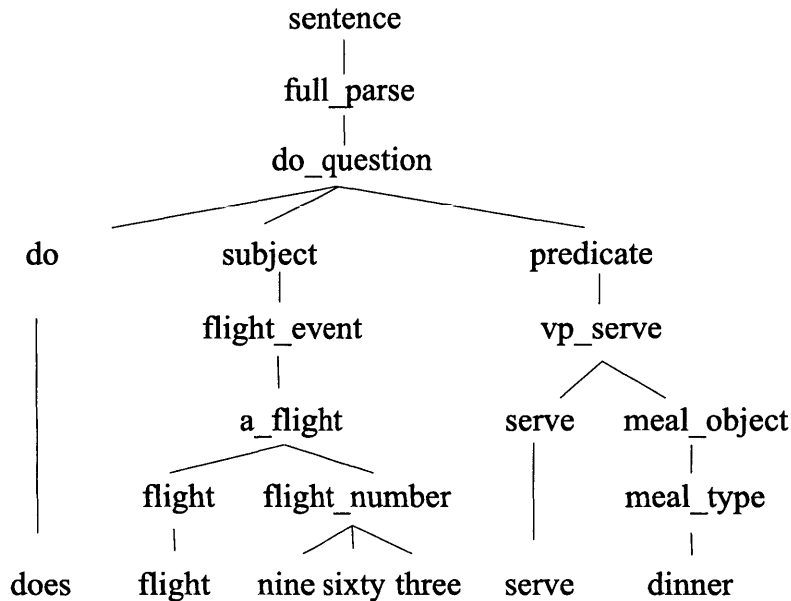 sentence
full_parse
do_question
do subject predicate
flight_event vp_serve
a_flight serve meal_object
flight flight_number meal_type
does flight nine sixty three serve dinner